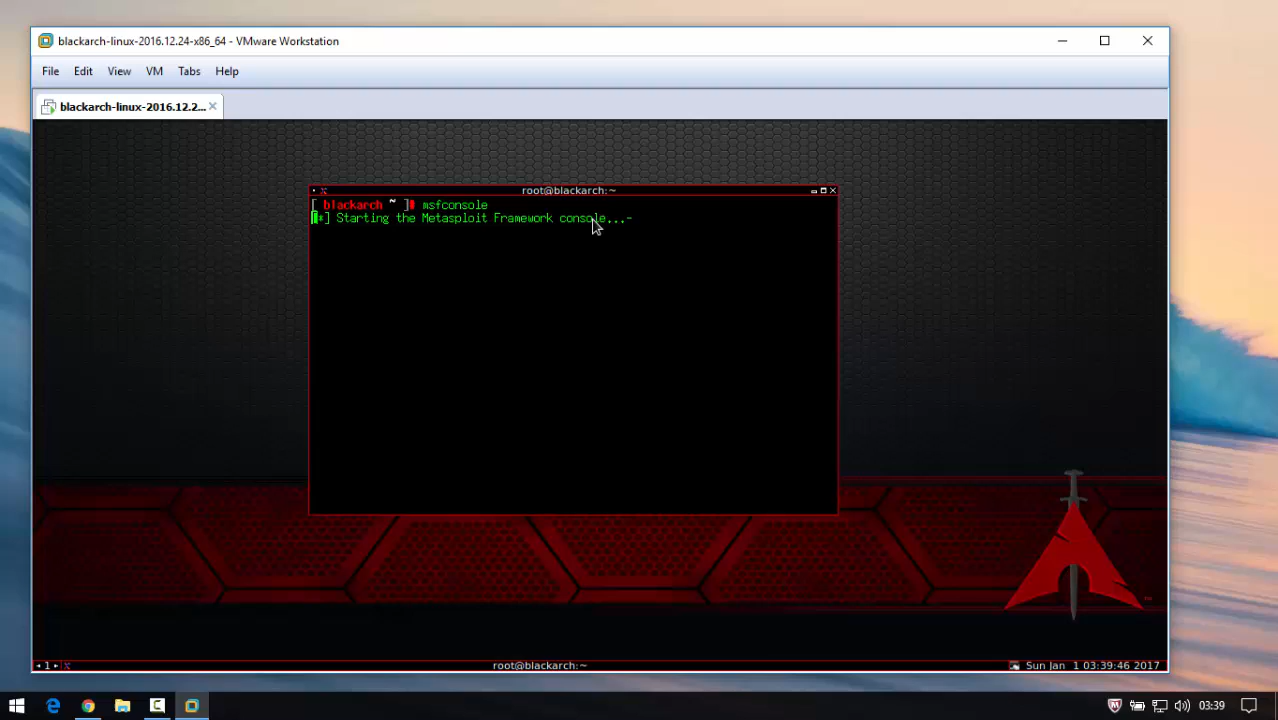 blackarch-linux-2016.12.24-x86_64 - VMware Workstation
File Edit View VM Tabs Help
blackarch-linux-2016.12.2...
root@blackarch:~
[ blackarch ~ ]# msfconsole
[*] Starting the Metasploit Framework console...-
1 root@blackarch:~ Sun Jan 1 03:39:46 2017
03:39